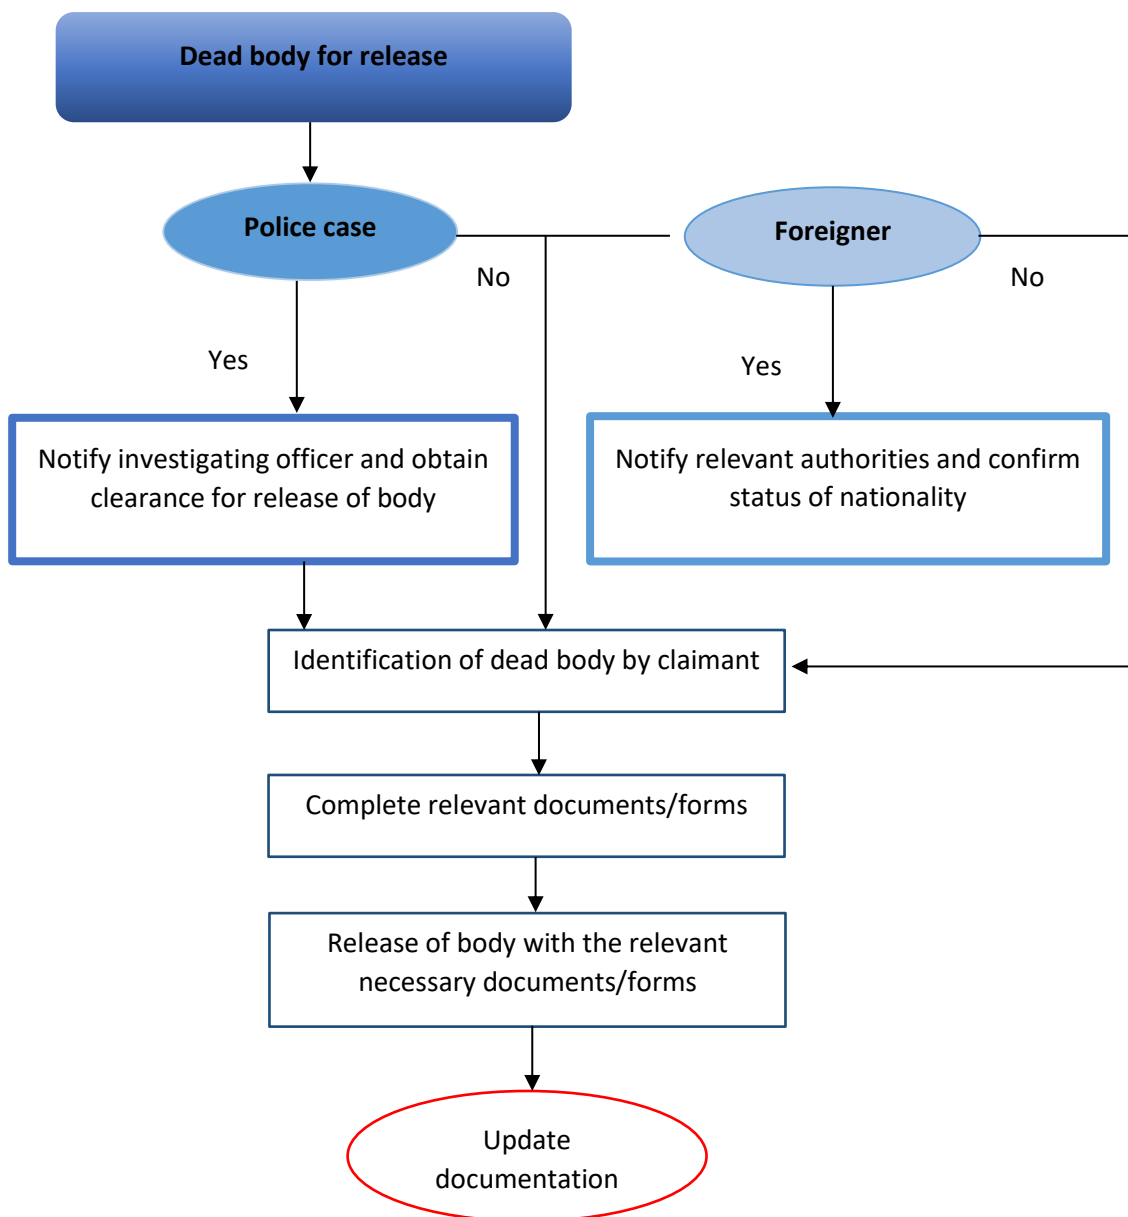 Dead body for release
Police case
Foreigner
No
No
Yes
Yes
Notify investigating officer and obtain
clearance for release of body
Notify relevant authorities and confirm
status of nationality
Identification of dead body by claimant
Complete relevant documents/forms
Release of body with the relevant
necessary documents/forms
Update
documentation